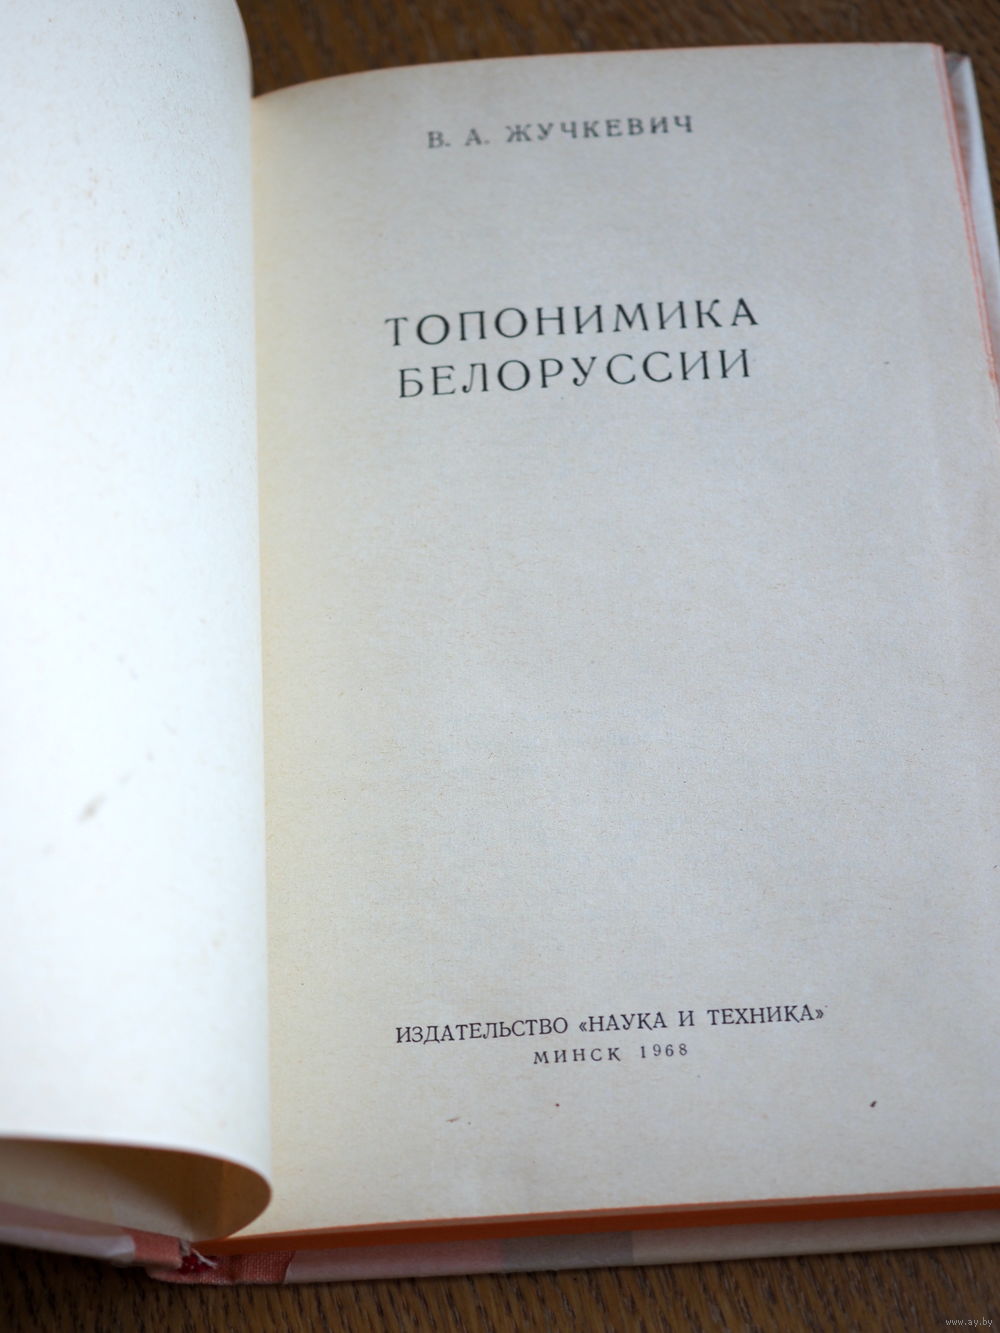 В. А. ЖУЧКЕВИЧ
ТОПОНИМИКА
БЕЛОРУССИИ
ИЗДАТЕЛЬСТВО «НАУКА И ТЕХНИКА»
МИНСК 1968
www.ay.by